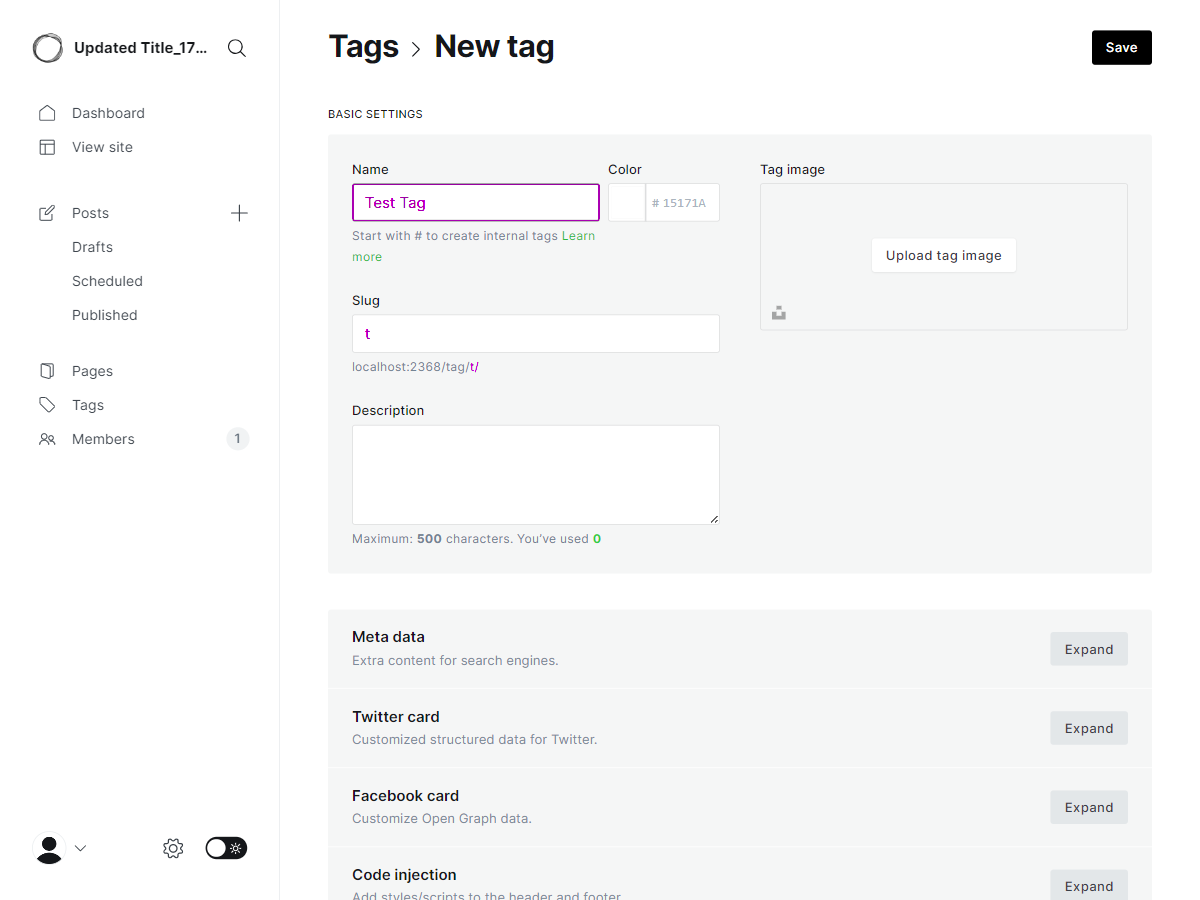 Updated Title_17...
Dashboard
View site
Posts
Drafts
Scheduled
Published
Pages
Tags
Members
1
Tags > New tag
Save
BASIC SETTINGS
Name
Color
Tag image
Test Tag
# 15171A
Start with # to create internal tags Learn
more
Upload tag image
Slug
t
localhost:2368/tag/t/
Description
Maximum: 500 characters. You’ve used 0
Meta data
Extra content for search engines.
Expand
Twitter card
Customized structured data for Twitter.
Expand
Facebook card
Customize Open Graph data.
Expand
Code injection
Add styles/scripts to the header and footer.
Expand